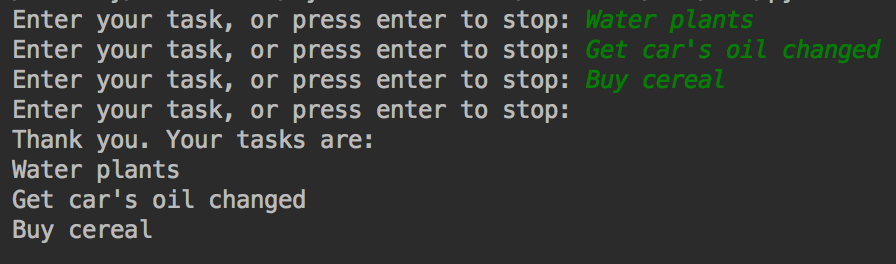 Enter your task, or press enter to stop: Water plants
Enter your task, or press enter to stop: Get car's oil changed
Enter your task, or press enter to stop: Buy cereal
Enter your task, or press enter to stop:
Thank you. Your tasks are:
Water plants
Get car's oil changed
Buy cereal